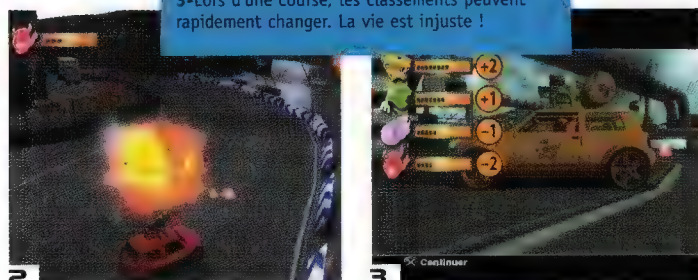 3-Lors d'une course, les classements peuvent
rapidement changer. La vie est injuste !
+2
+1
-1
-2
Continuer
2
3